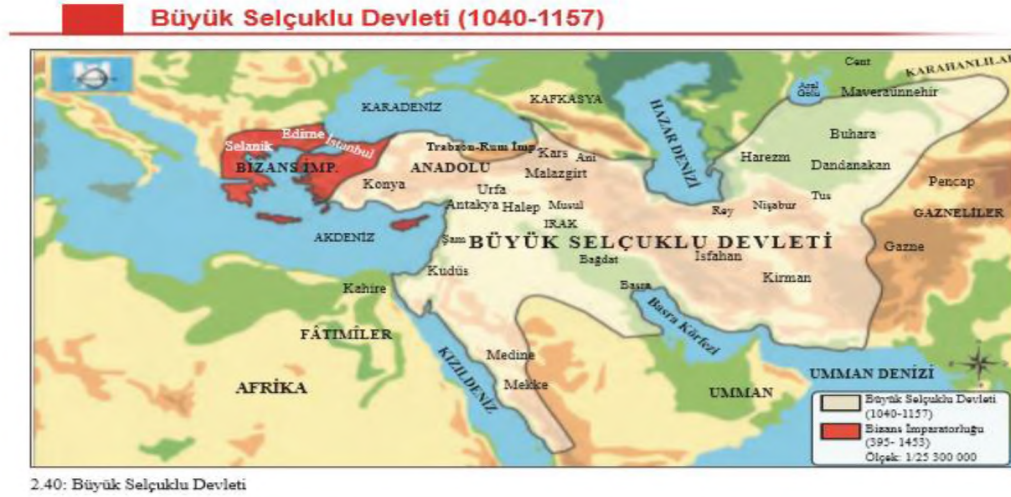 Büyük Selçuklu Devleti (1040-1157)
Cent
KARAHANLILAR
Aral
Gölü
Maveraünnehir
KARADENİZ
KAFKASYA
HAZAR DENİZİ
Buhara
Edirne
İstanbul
Selanik
Trabzon-Rum İmp.
Kars
Ani
Harezm
Dandanakan
BİZANS İMP.
ANADOLU
Malazgirt
Konya
Urfa
Tus
Pencap
Antakya
Halep
Musul
Rey
Nişabur
GAZNELİLER
IRAK
AKDENİZ
Şam
BÜYÜK SELÇUKLU DEVLETİ
Gazne
Bağdat
İsfahan
Kudüs
Kirman
Kahire
Basra
Basra Körfezi
FÂTIMÎLER
KIZILDENİZ
Medine
Mekke
AFRİKA
UMMAN
UMMAN DENİZİ
Büyük Selçuklu Devleti
(1040-1157)
Bizans İmparatorluğu
(395- 1453)
Ölçek: 1/25 300 000
2.40: Büyük Selçuklu Devleti